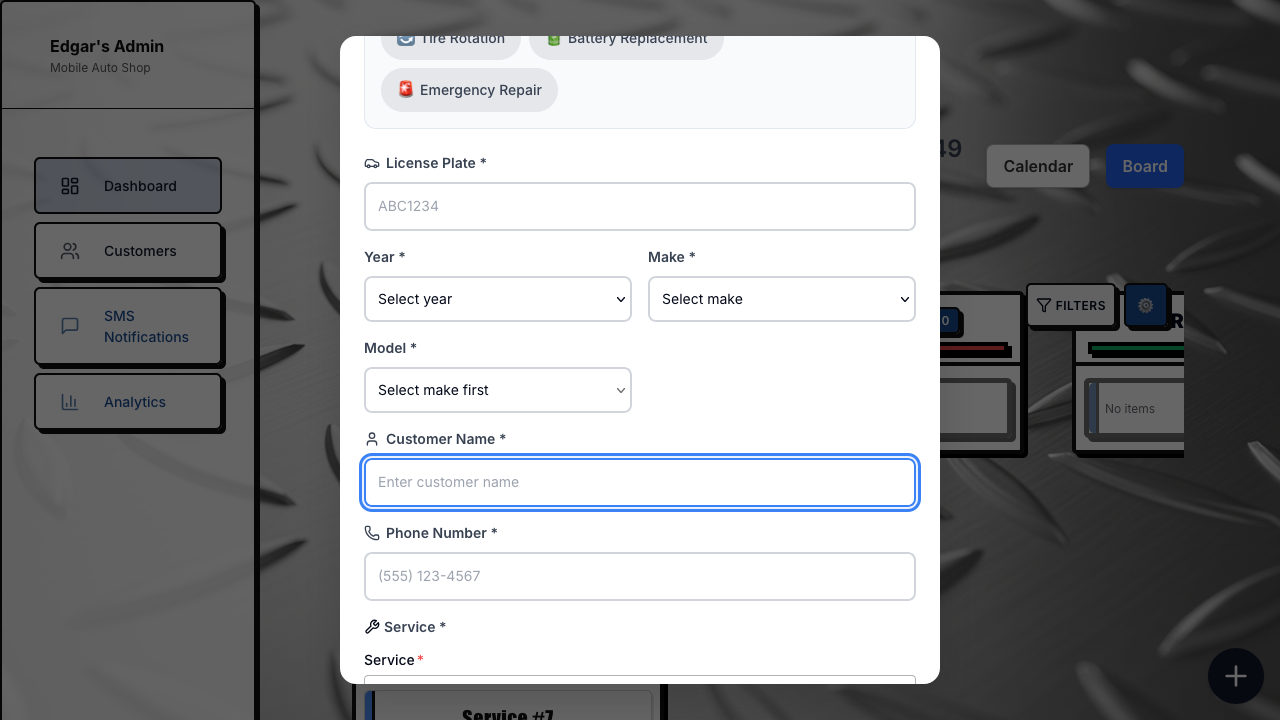 Edgar's Admin
Mobile Auto Shop
Dashboard
Customers
SMS
Notifications
Analytics
Tire Rotation
Battery Replacement
Emergency Repair
License Plate *
ABC1234
Year *
Make *
Select year
Select make
Model *
Select make first
Customer Name *
Enter customer name
Phone Number *
(555) 123-4567
Service *
Service *
49
Calendar
Board
0
FILTERS
R
No items
Service #7